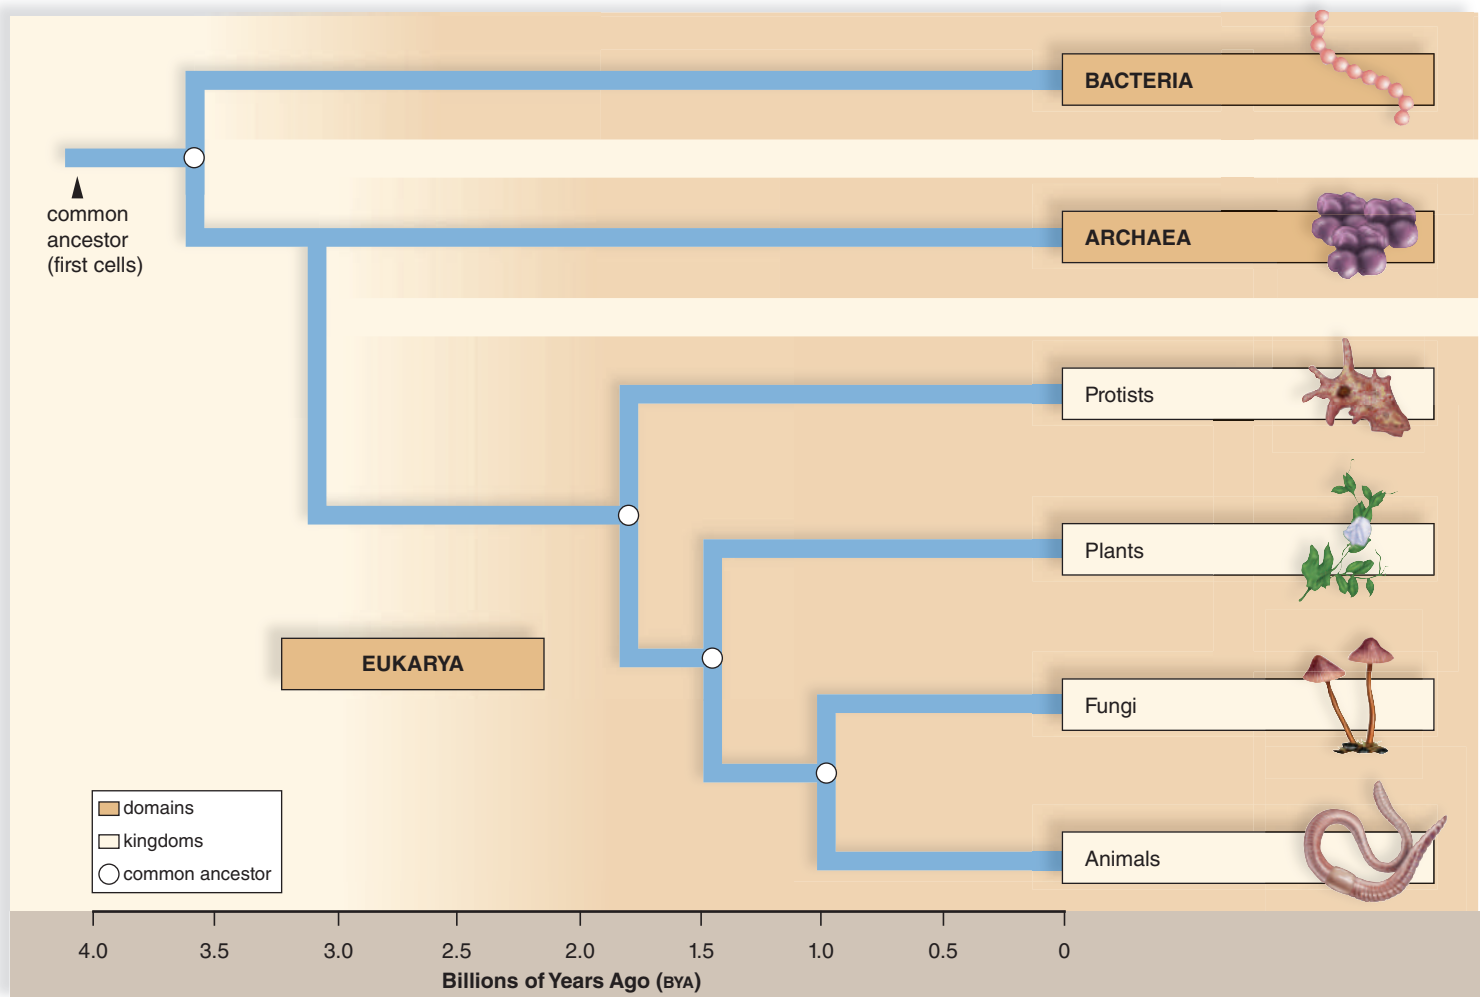 BACTERIA
common
ancestor
(first cells)
ARCHAEA
Protists
Plants
EUKARYA
Fungi
domains
kingdoms
common ancestor
Animals
4.0 3.5 3.0 2.5 2.0 1.5 1.0 0.5 0
Billions of Years Ago (BYA)